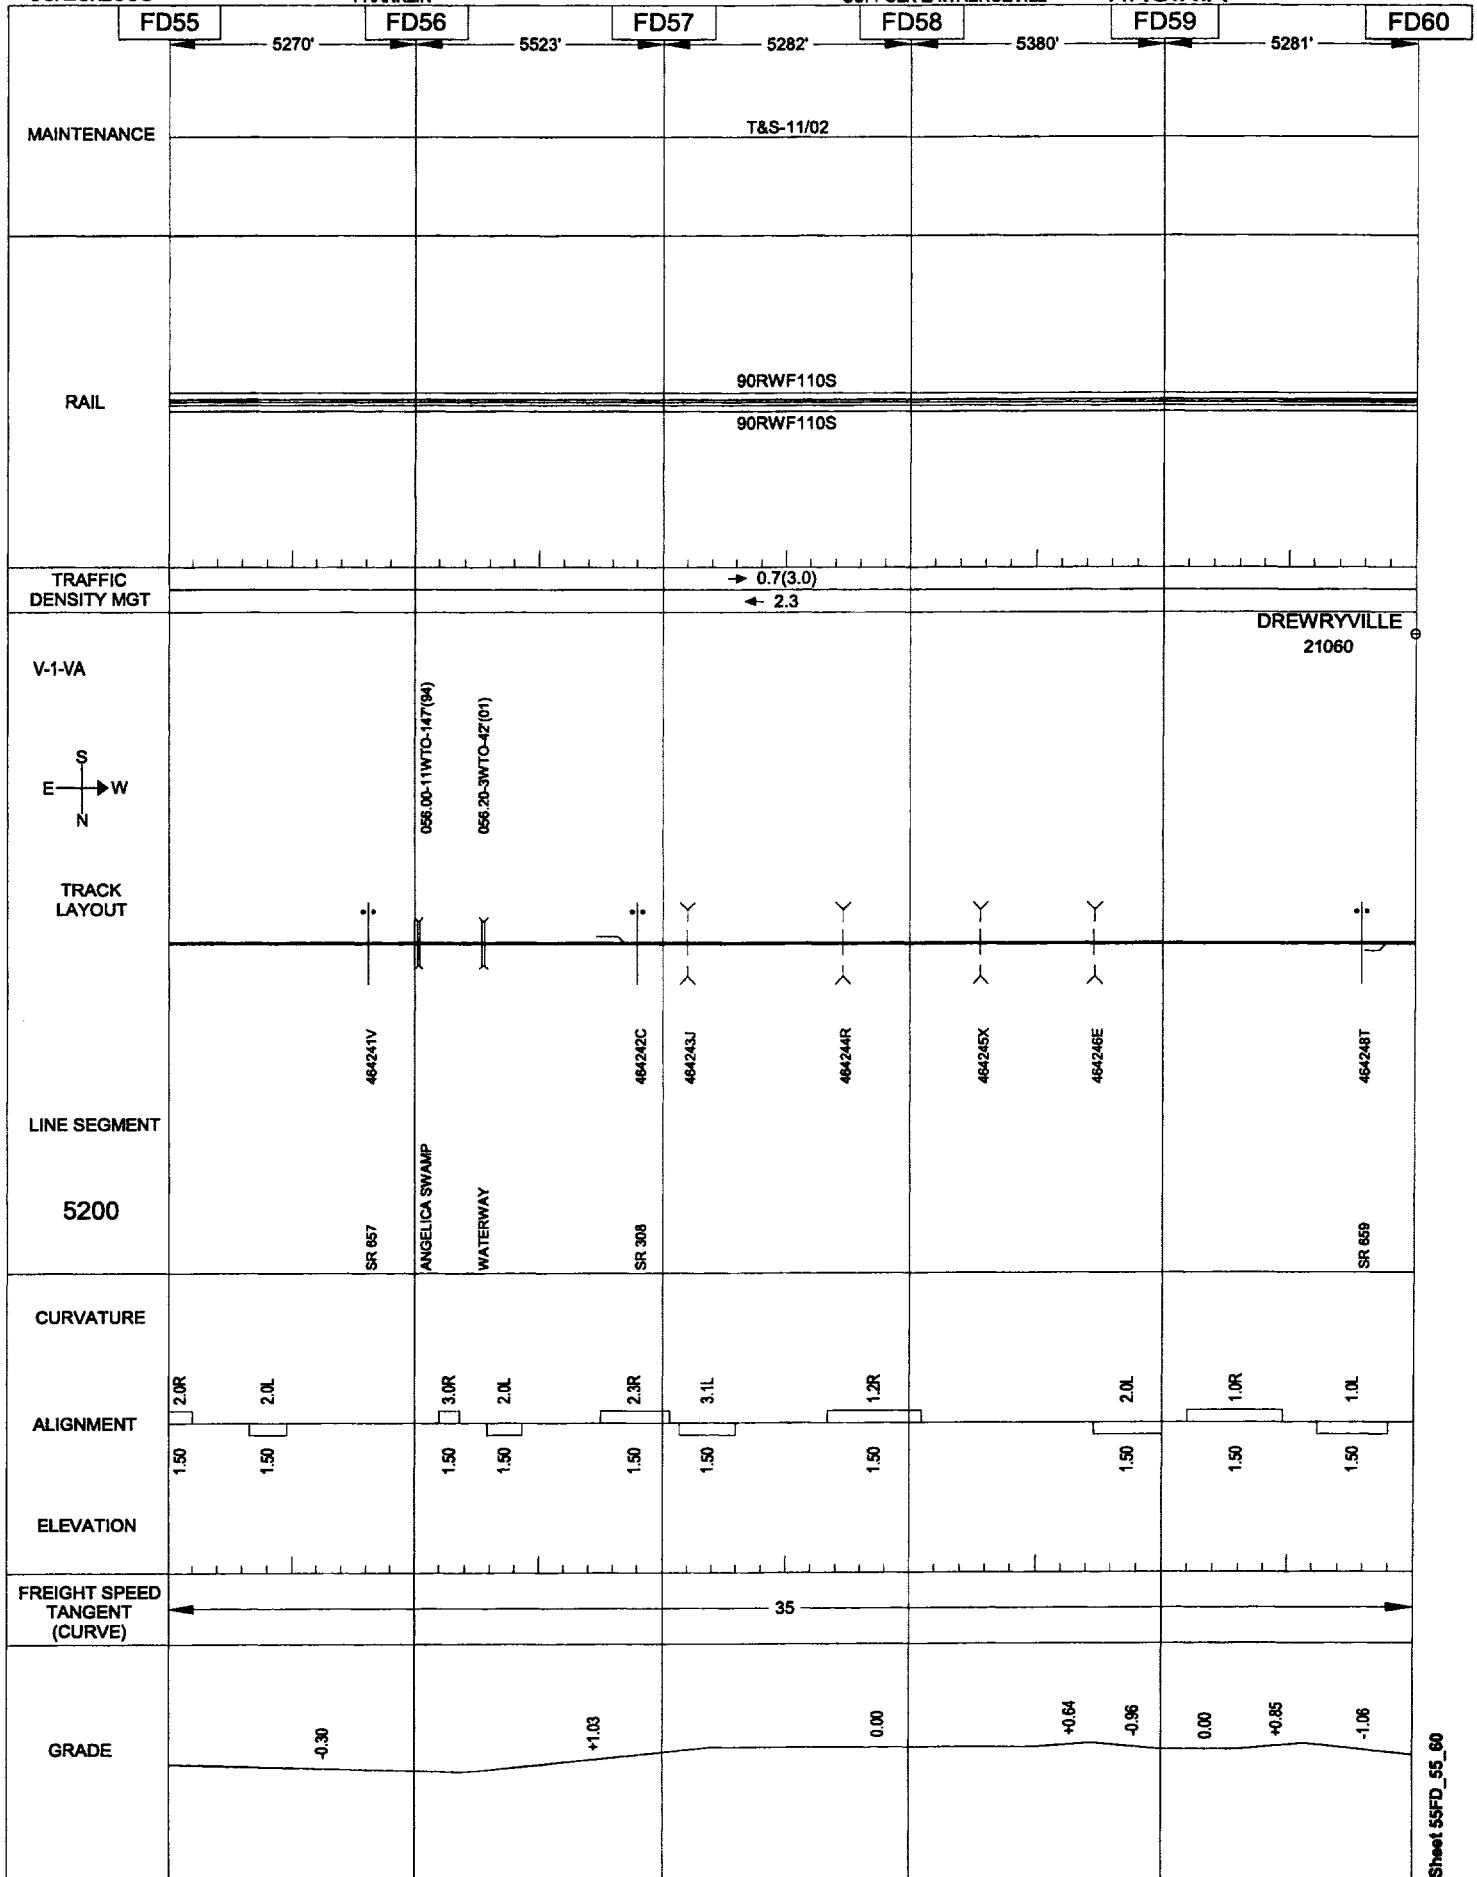 FD55 FD56 FD57 FD58 FD59 FD60
5270' 5523' 5282' 5380' 5281'
MAINTENANCE
T&S-11/02
RAIL
90RWF110S
90RWF110S
TRAFFIC
DENSITY MGT
→ 0.7(3.0)
← 2.3
DREWRYVILLE
21060
V-1-VA
S
E W
N
056.00-11WTO-147'(94)
056.20-3WTO-42'(01)
TRACK
LAYOUT
464241V
464242C
464243J
464244R
464245X
464246E
464248T
LINE SEGMENT
5200
SR 657
ANGELICA SWAMP
WATERWAY
SR 308
SR 659
CURVATURE
2.0R 2.0L 3.0R 2.0L 2.3R 3.1L 1.2R 2.0L 1.0R 1.0L
ALIGNMENT
1.50 1.50 1.50 1.50 1.50 1.50 1.50 1.50 1.50 1.50
ELEVATION
FREIGHT SPEED
TANGENT
(CURVE)
35
GRADE
-0.30 +1.03 0.00 +0.64 -0.96 0.00 +0.85 -1.06
Sheet 55FD_55_60